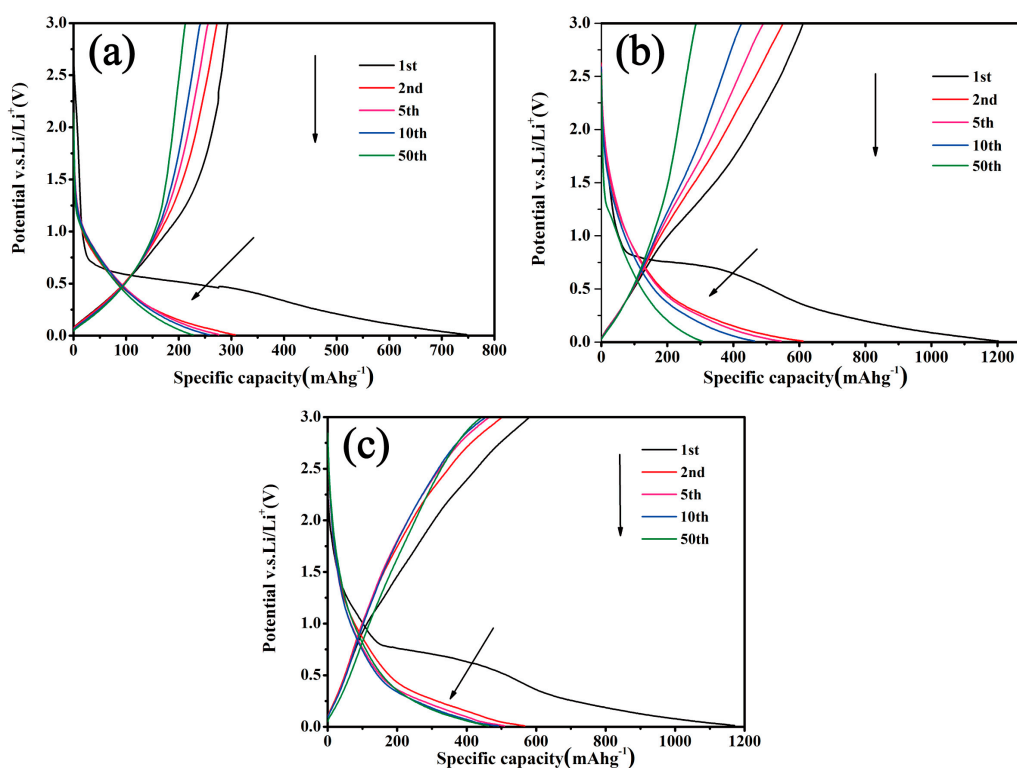 (a)
1st
2nd
5th
10th
50th
Potential v.s.Li/Li⁺(V)
3.0
2.5
2.0
1.5
1.0
0.5
0.0
0 100 200 300 400 500 600 700 800
Specific capacity(mAhg⁻¹)
(b)
1st
2nd
5th
10th
50th
Potential v.s.Li/Li⁺(V)
3.0
2.5
2.0
1.5
1.0
0.5
0.0
0 200 400 600 800 1000 1200
Specific capacity(mAhg⁻¹)
(c)
1st
2nd
5th
10th
50th
Potential v.s.Li/Li⁺(V)
3.0
2.5
2.0
1.5
1.0
0.5
0.0
0 200 400 600 800 1000 1200
Specific capacity(mAhg⁻¹)